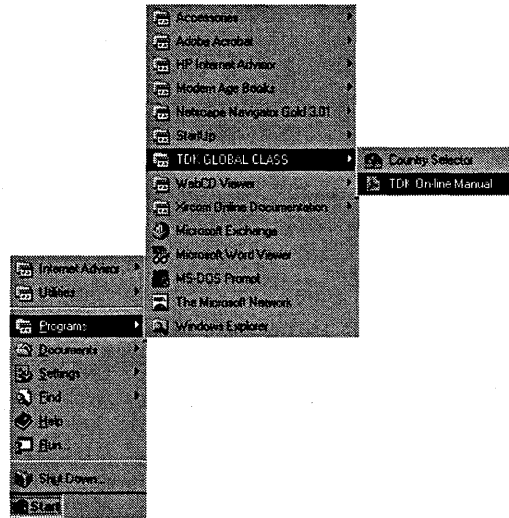 Accessories
Adobe Acrobat
HP Internet Advisor
Modern Age Books
Netscape Navigator Gold 3.01
StartUp
TDK GLOBAL CLASS
WebCD Viewer
Xircom Online Documentation
Microsoft Exchange
Microsoft Word Viewer
MS-DOS Prompt
The Microsoft Network
Windows Explorer
Country Selector
TDK On-line Manual
Internet Advisor
Utilities
Programs
Documents
Settings
Find
Help
Run...
Shut Down...
Start